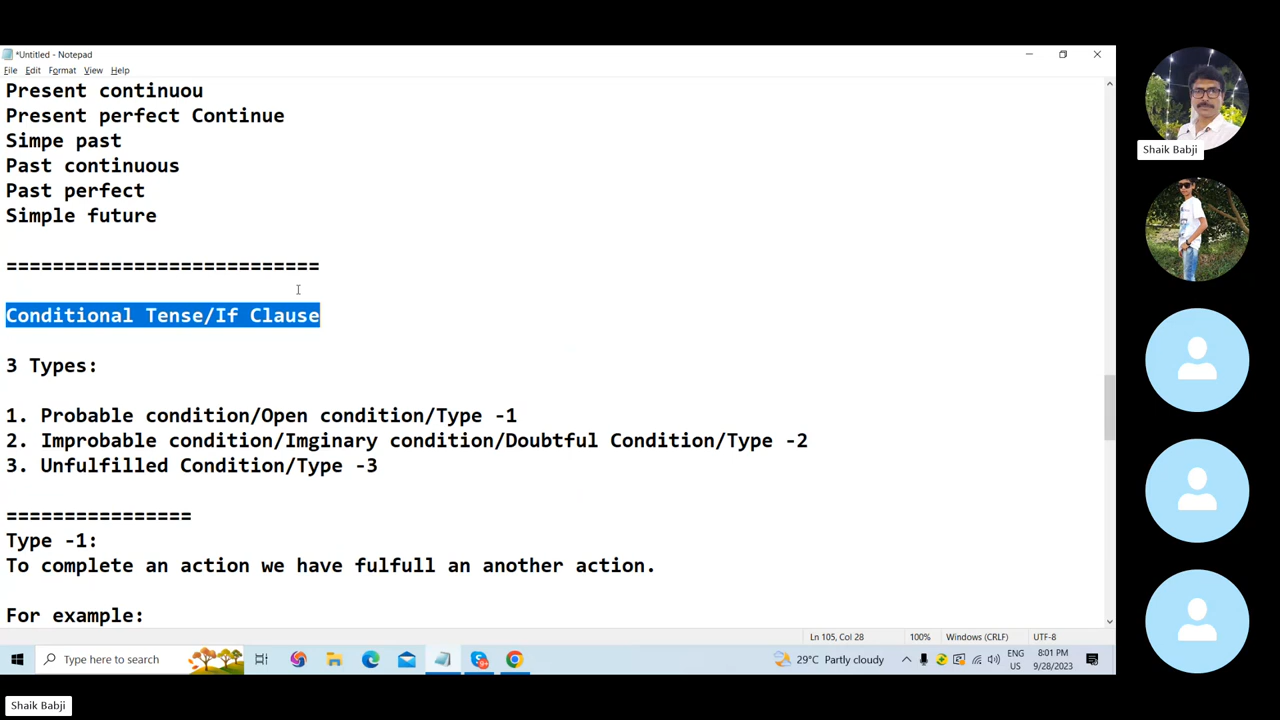 *Untitled - Notepad
File Edit Format View Help
Present continuou
Present perfect Continue
Simpe past
Past continuous
Past perfect
Simple future
===========================
Conditional Tense/If Clause
3 Types:
1. Probable condition/Open condition/Type -1
2. Improbable condition/Imginary condition/Doubtful Condition/Type -2
3. Unfulfilled Condition/Type -3
================
Type -1:
To complete an action we have fulfull an another action.
For example:
Ln 105, Col 28 100% Windows (CRLF) UTF-8
Type here to search
29°C Partly cloudy
ENG
US
8:01 PM
9/28/2023
Shaik Babji
Shaik Babji